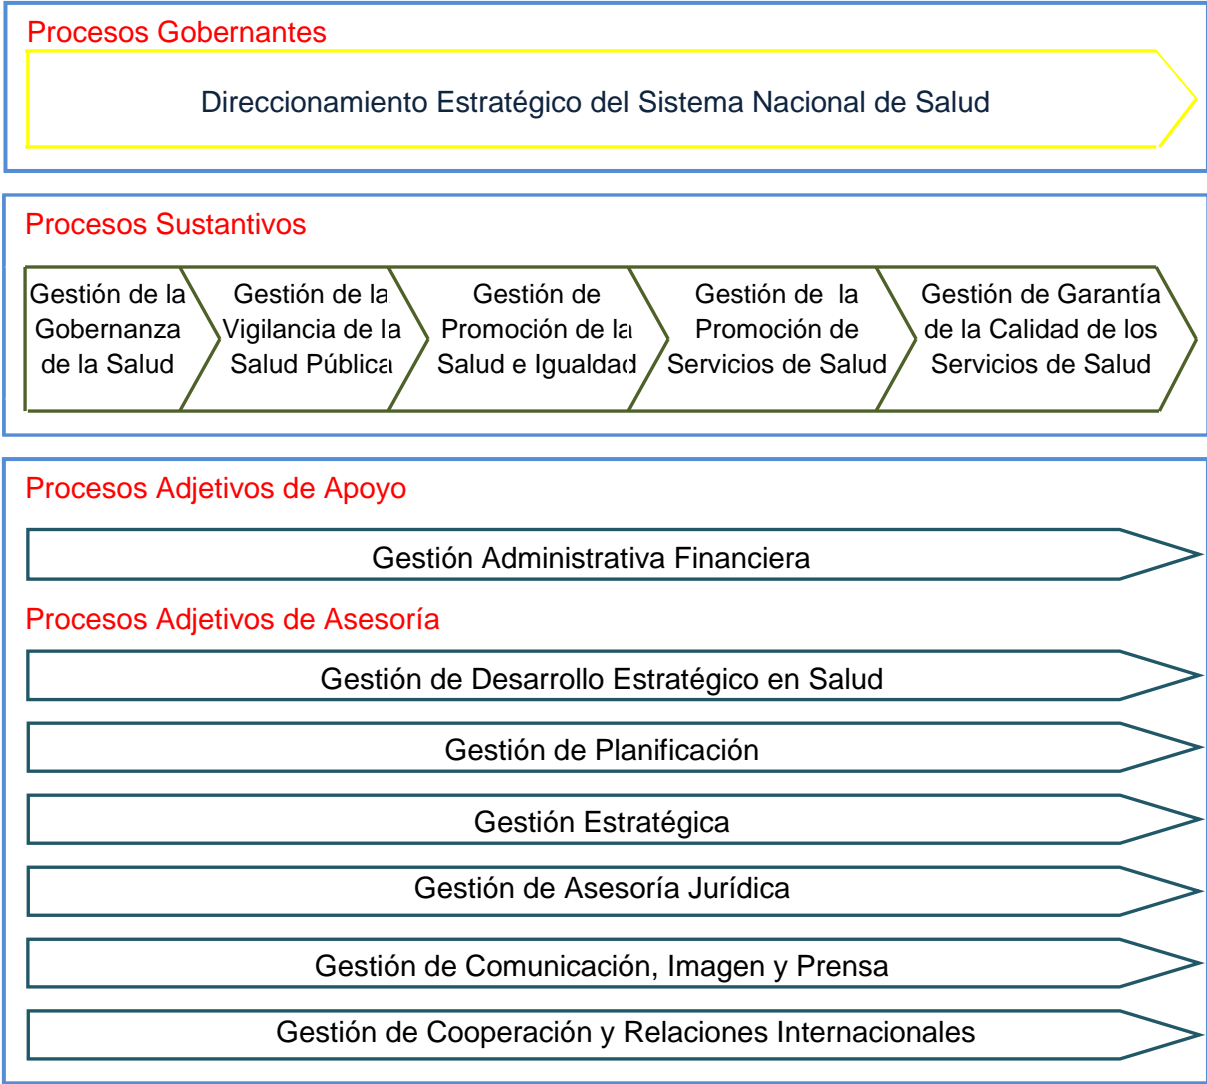 Procesos Gobernantes
Direccionamiento Estratégico del Sistema Nacional de Salud
Procesos Sustantivos
Gestión de la
Gobernanza
de la Salud
Gestión de la
Vigilancia de la
Salud Pública
Gestión de
Promoción de la
Salud e Igualdad
Gestión de la
Promoción de
Servicios de Salud
Gestión de Garantía
de la Calidad de los
Servicios de Salud
Procesos Adjetivos de Apoyo
Gestión Administrativa Financiera
Procesos Adjetivos de Asesoría
Gestión de Desarrollo Estratégico en Salud
Gestión de Planificación
Gestión Estratégica
Gestión de Asesoría Jurídica
Gestión de Comunicación, Imagen y Prensa
Gestión de Cooperación y Relaciones Internacionales